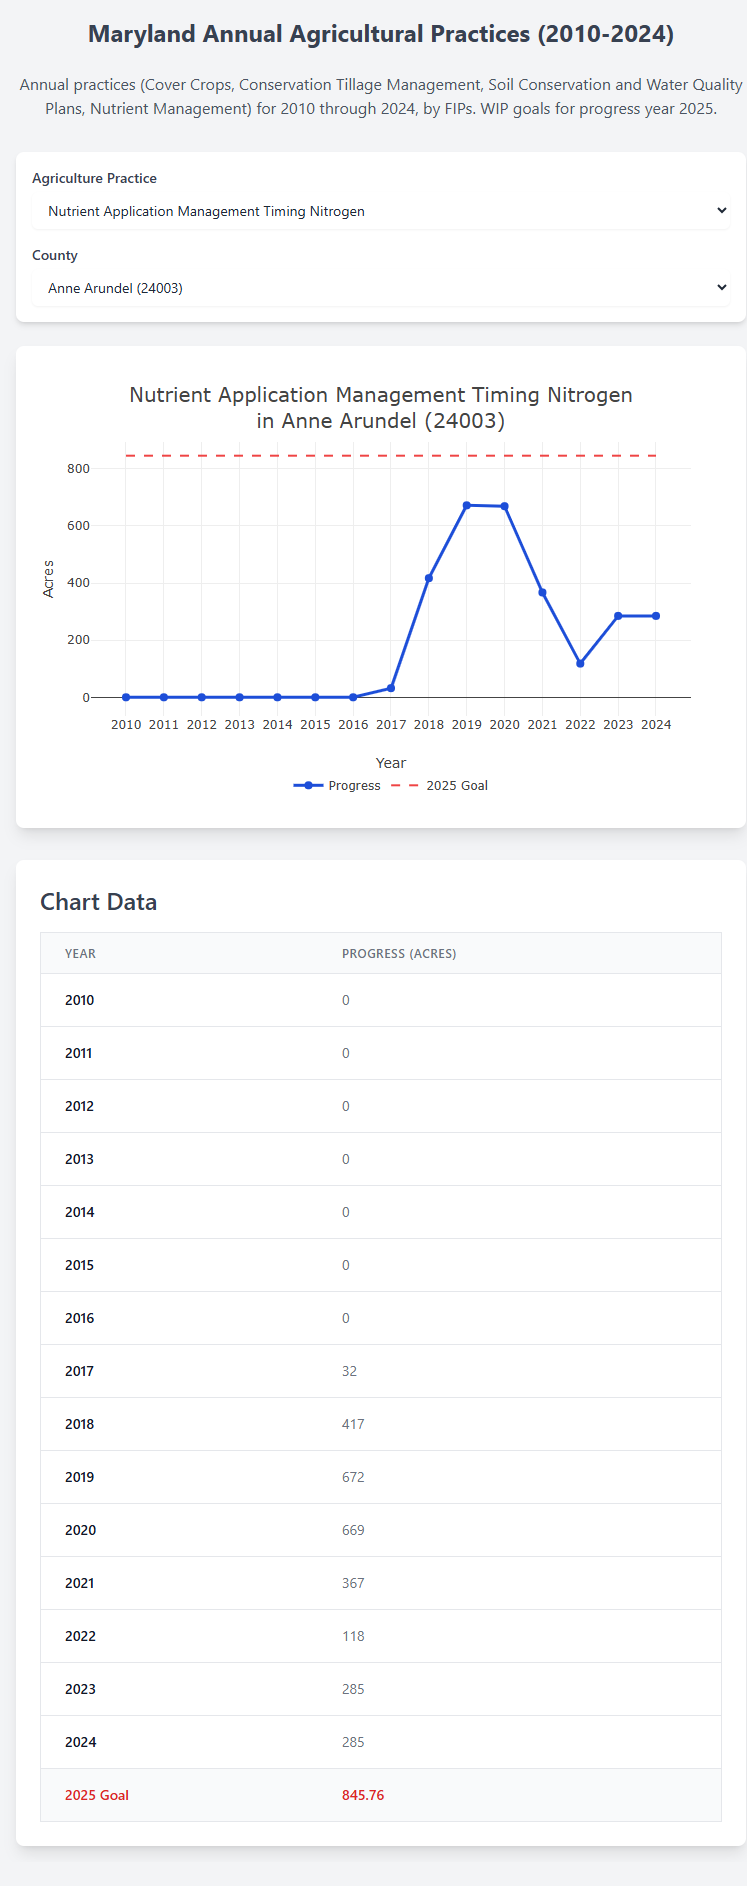 Maryland Annual Agricultural Practices (2010-2024)
Annual practices (Cover Crops, Conservation Tillage Management, Soil Conservation and Water Quality
Plans, Nutrient Management) for 2010 through 2024, by FIPs. WIP goals for progress year 2025.
Agriculture Practice
Nutrient Application Management Timing Nitrogen
County
Anne Arundel (24003)
Nutrient Application Management Timing Nitrogen
in Anne Arundel (24003)
800
600
400
200
0
Acres
2010 2011 2012 2013 2014 2015 2016 2017 2018 2019 2020 2021 2022 2023 2024
Year
Progress 2025 Goal
Chart Data
YEAR PROGRESS (ACRES)
2010 0
2011 0
2012 0
2013 0
2014 0
2015 0
2016 0
2017 32
2018 417
2019 672
2020 669
2021 367
2022 118
2023 285
2024 285
2025 Goal 845.76